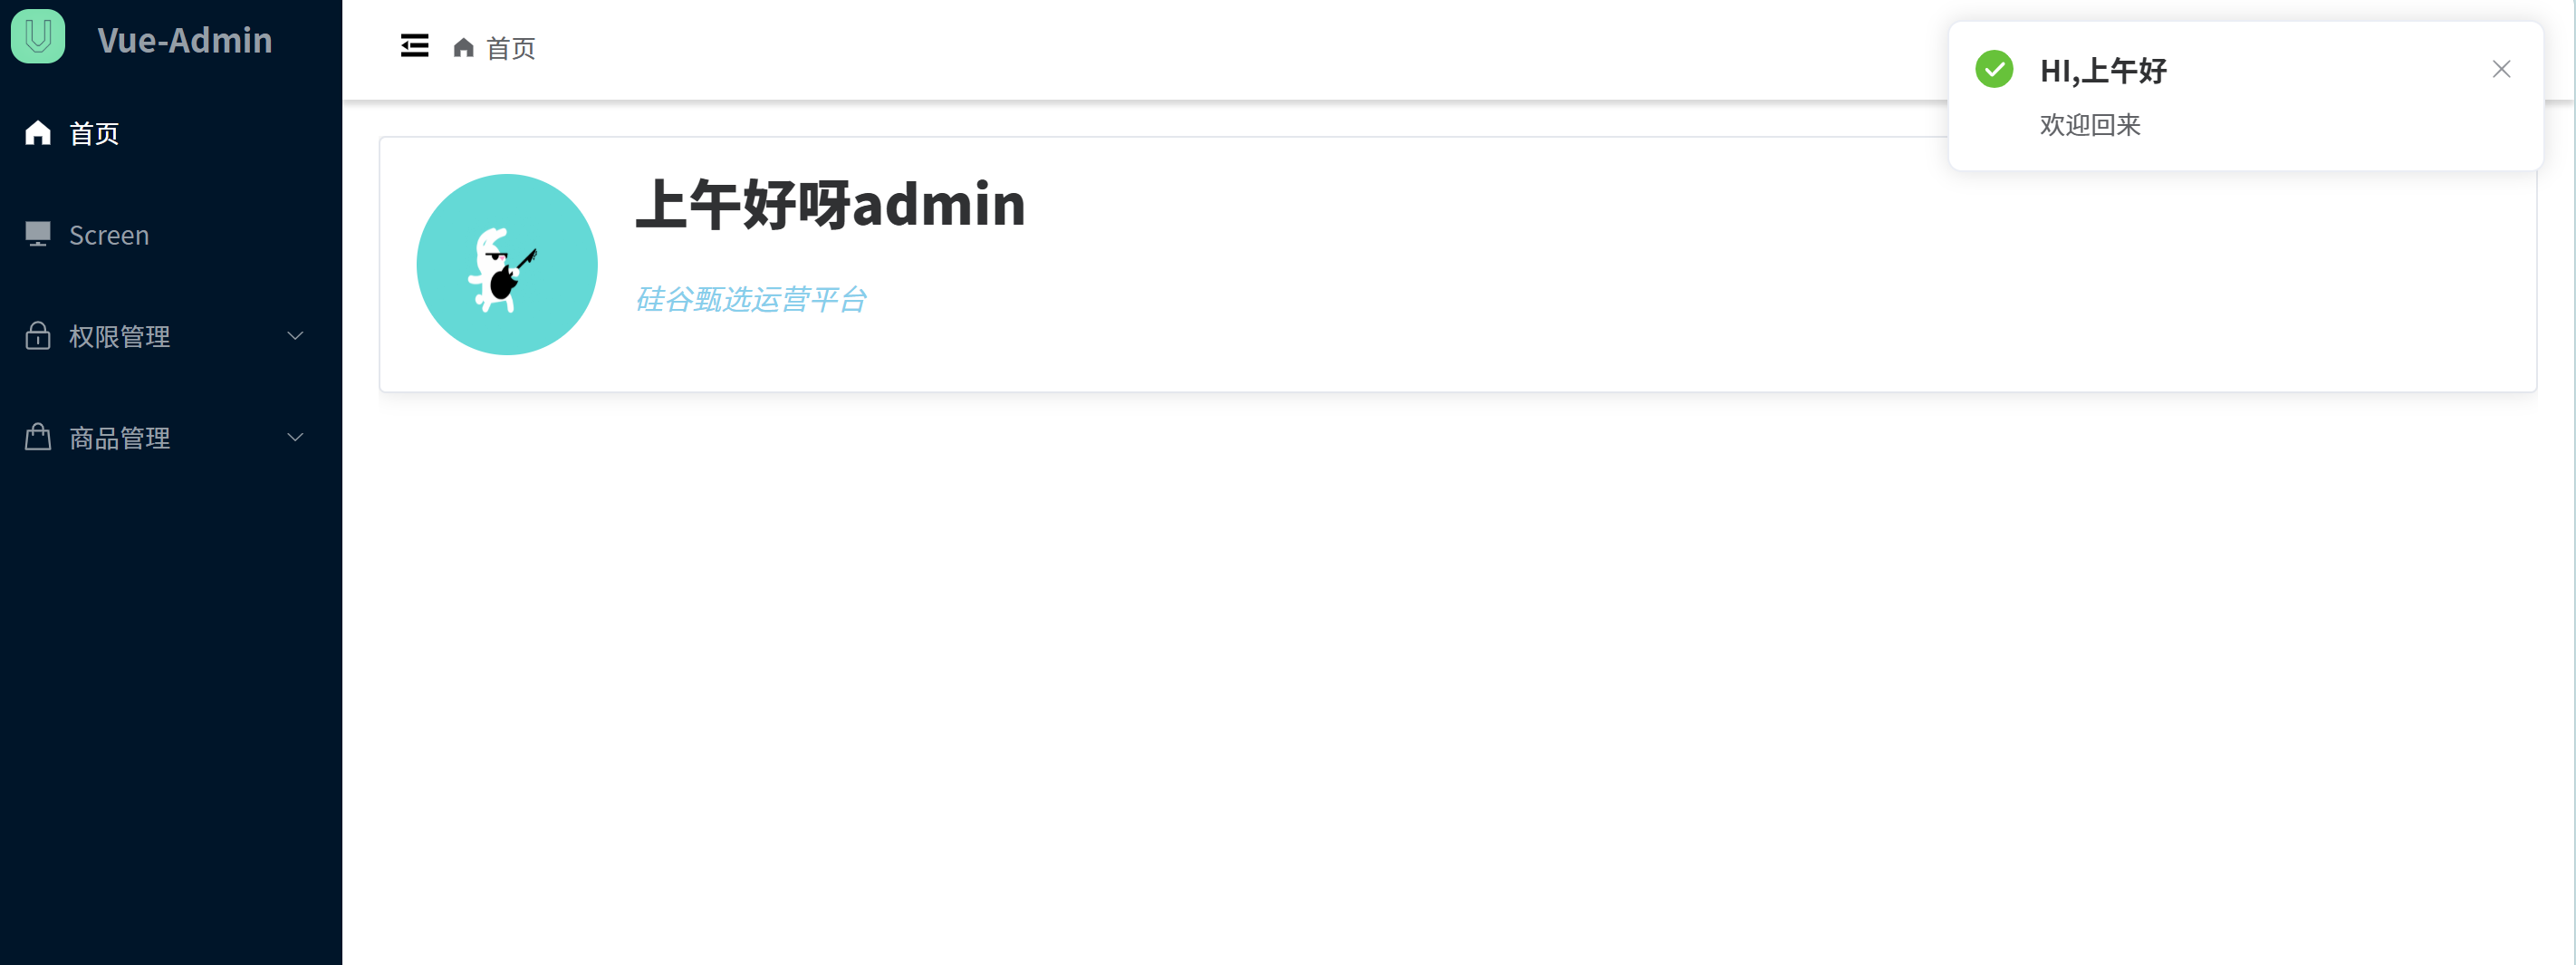 Vue-Admin
首页
Screen
权限管理
商品管理
首页
上午好呀admin
硅谷甄选运营平台
HI,上午好
欢迎回来